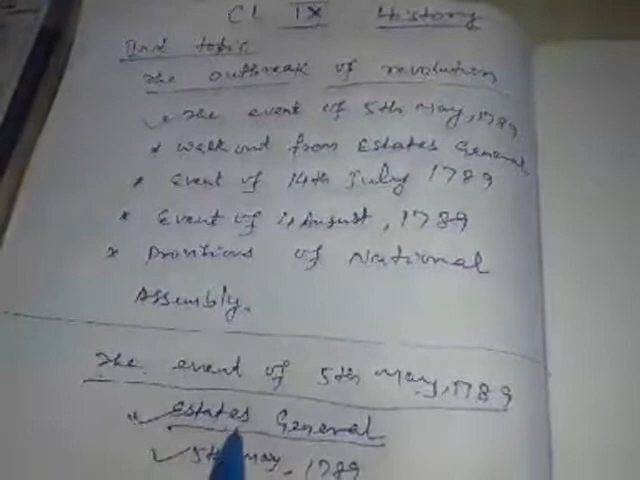 Cl IX History
2nd topic
The outbreak of revolution
The event of 5th May, 1789
* Walk out from Estates General
* Event of 14th July 1789
* Event of August, 1789
* Provitions of National
Assembly.
The event of 5th May, 1789
Estates General
5th May, 1789